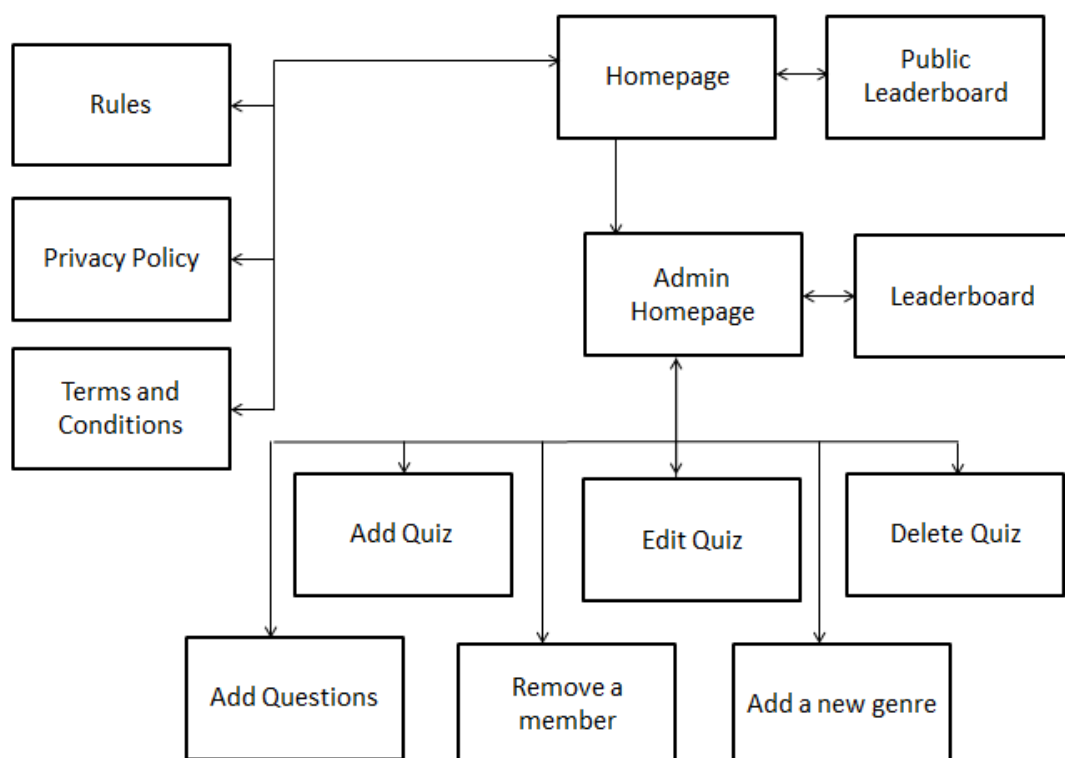 Homepage
Public
Leaderboard
Rules
Privacy Policy
Admin
Homepage
Leaderboard
Terms and
Conditions
Add Quiz
Edit Quiz
Delete Quiz
Add Questions
Remove a
member
Add a new genre